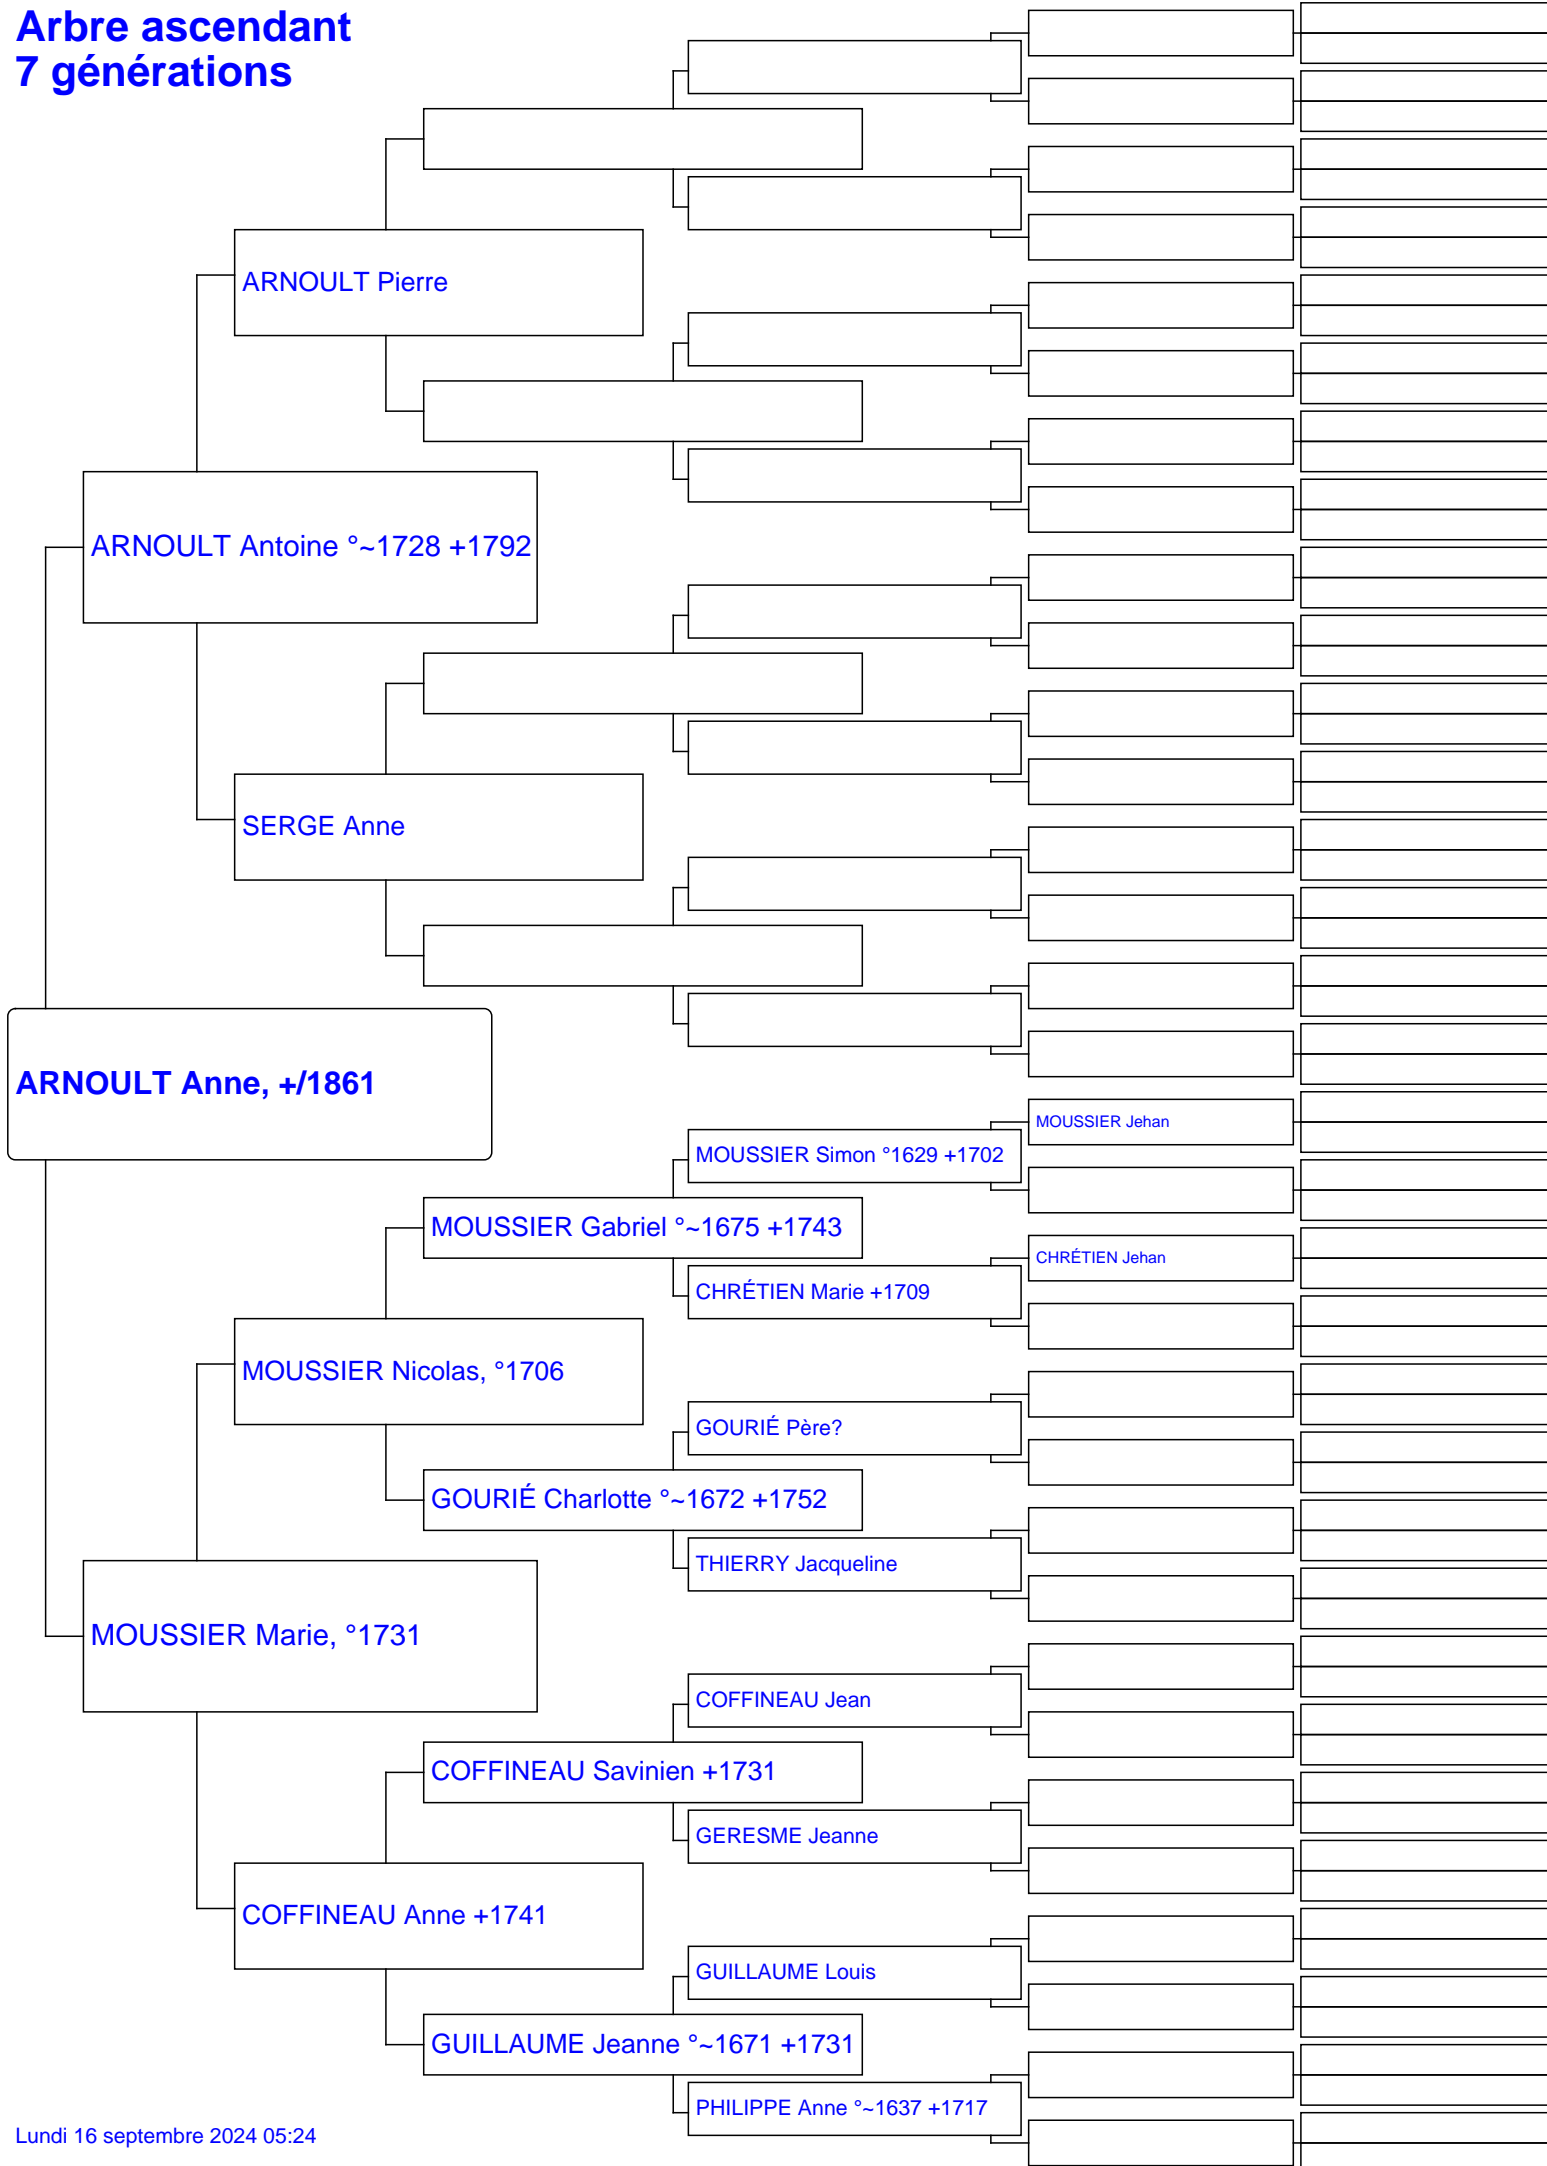 Arbre ascendant
7 générations
ARNOULT Pierre
ARNOULT Antoine °~1728 +1792
SERGE Anne
ARNOULT Anne, +/1861
MOUSSIER Jehan
MOUSSIER Simon °1629 +1702
MOUSSIER Gabriel °~1675 +1743
CHRÉTIEN Jehan
CHRÉTIEN Marie +1709
MOUSSIER Nicolas, °1706
GOURIÉ Père?
GOURIÉ Charlotte °~1672 +1752
THIERRY Jacqueline
MOUSSIER Marie, °1731
COFFINEAU Jean
COFFINEAU Savinien +1731
GERESME Jeanne
COFFINEAU Anne +1741
GUILLAUME Louis
GUILLAUME Jeanne °~1671 +1731
PHILIPPE Anne °~1637 +1717
Lundi 16 septembre 2024 05:24